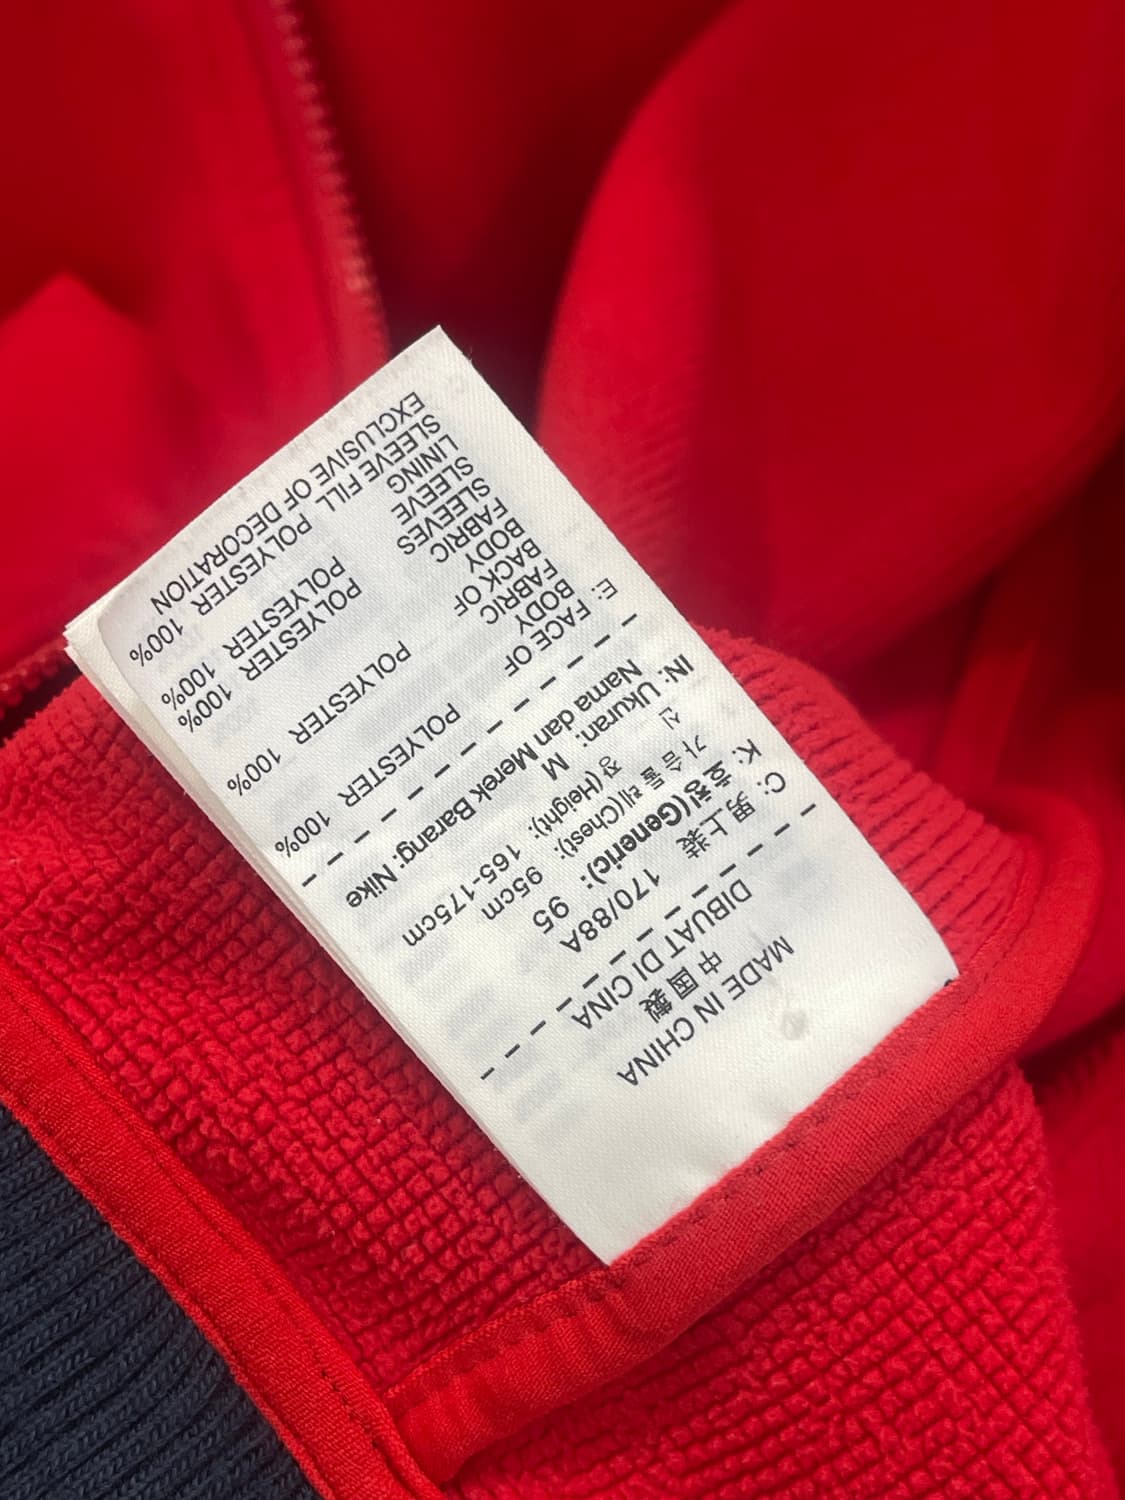 MADE IN CHINA
中国製
DIBUAT DI CINA
C: 男上装 170/88A
K: 호칭(Generic): 95
가슴둘레(Chest): 95cm
신 장(Height): 165-175cm
IN: Ukuran: M
Nama dan Merek Barang: Nike
E:
FACE OF
BODY
FABRIC POLYESTER 100%
BACK OF
BODY
FABRIC POLYESTER 100%
SLEEVES POLYESTER 100%
SLEEVE
LINING POLYESTER 100%
SLEEVE FILL POLYESTER 100%
EXCLUSIVE OF DECORATION